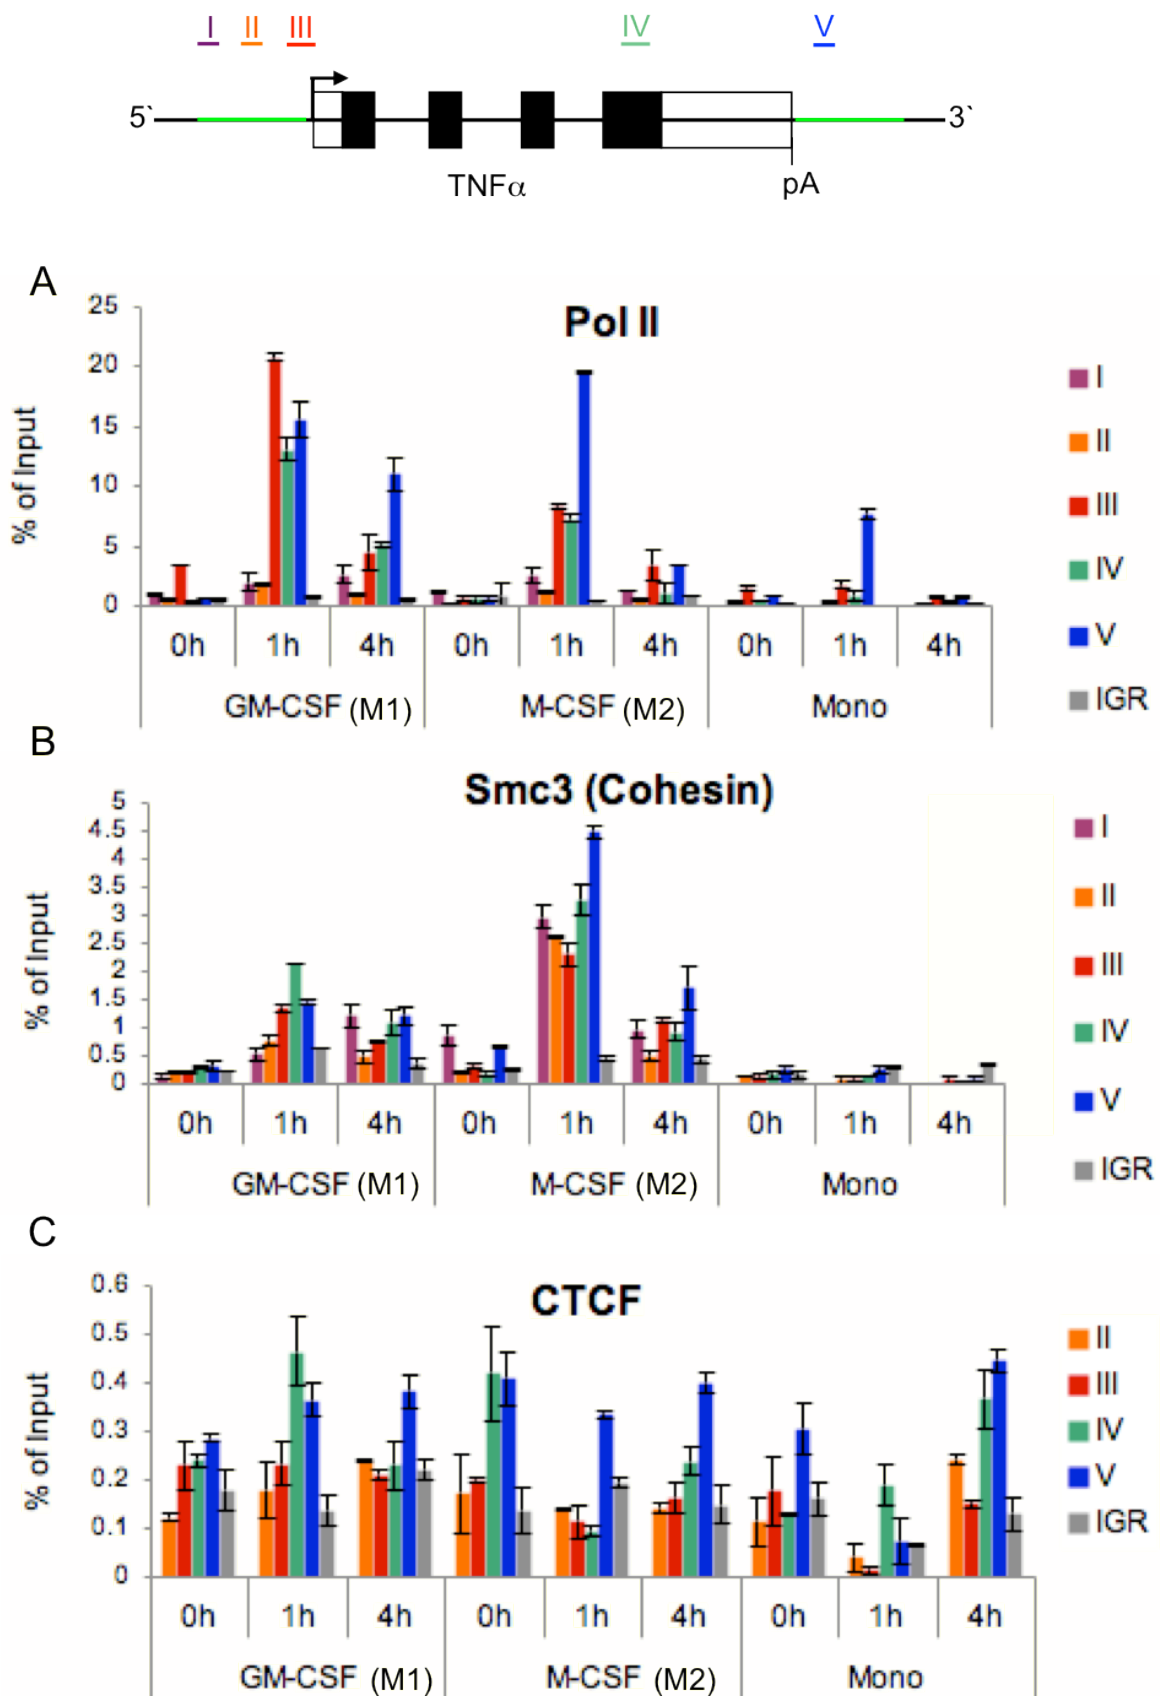 I II III IV V
5` 3`
TNFα pA
A
Pol II
% of Input
25
20
15
10
5
0
0h 1h 4h 0h 1h 4h 0h 1h 4h
GM-CSF (M1) M-CSF (M2) Mono
I
II
III
IV
V
IGR
B
Smc3 (Cohesin)
% of Input
5
4.5
4
3.5
3
2.5
2
1.5
1
0.5
0
0h 1h 4h 0h 1h 4h 0h 1h 4h
GM-CSF (M1) M-CSF (M2) Mono
I
II
III
IV
V
IGR
C
CTCF
% of Input
0.6
0.5
0.4
0.3
0.2
0.1
0
0h 1h 4h 0h 1h 4h 0h 1h 4h
GM-CSF (M1) M-CSF (M2) Mono
II
III
IV
V
IGR